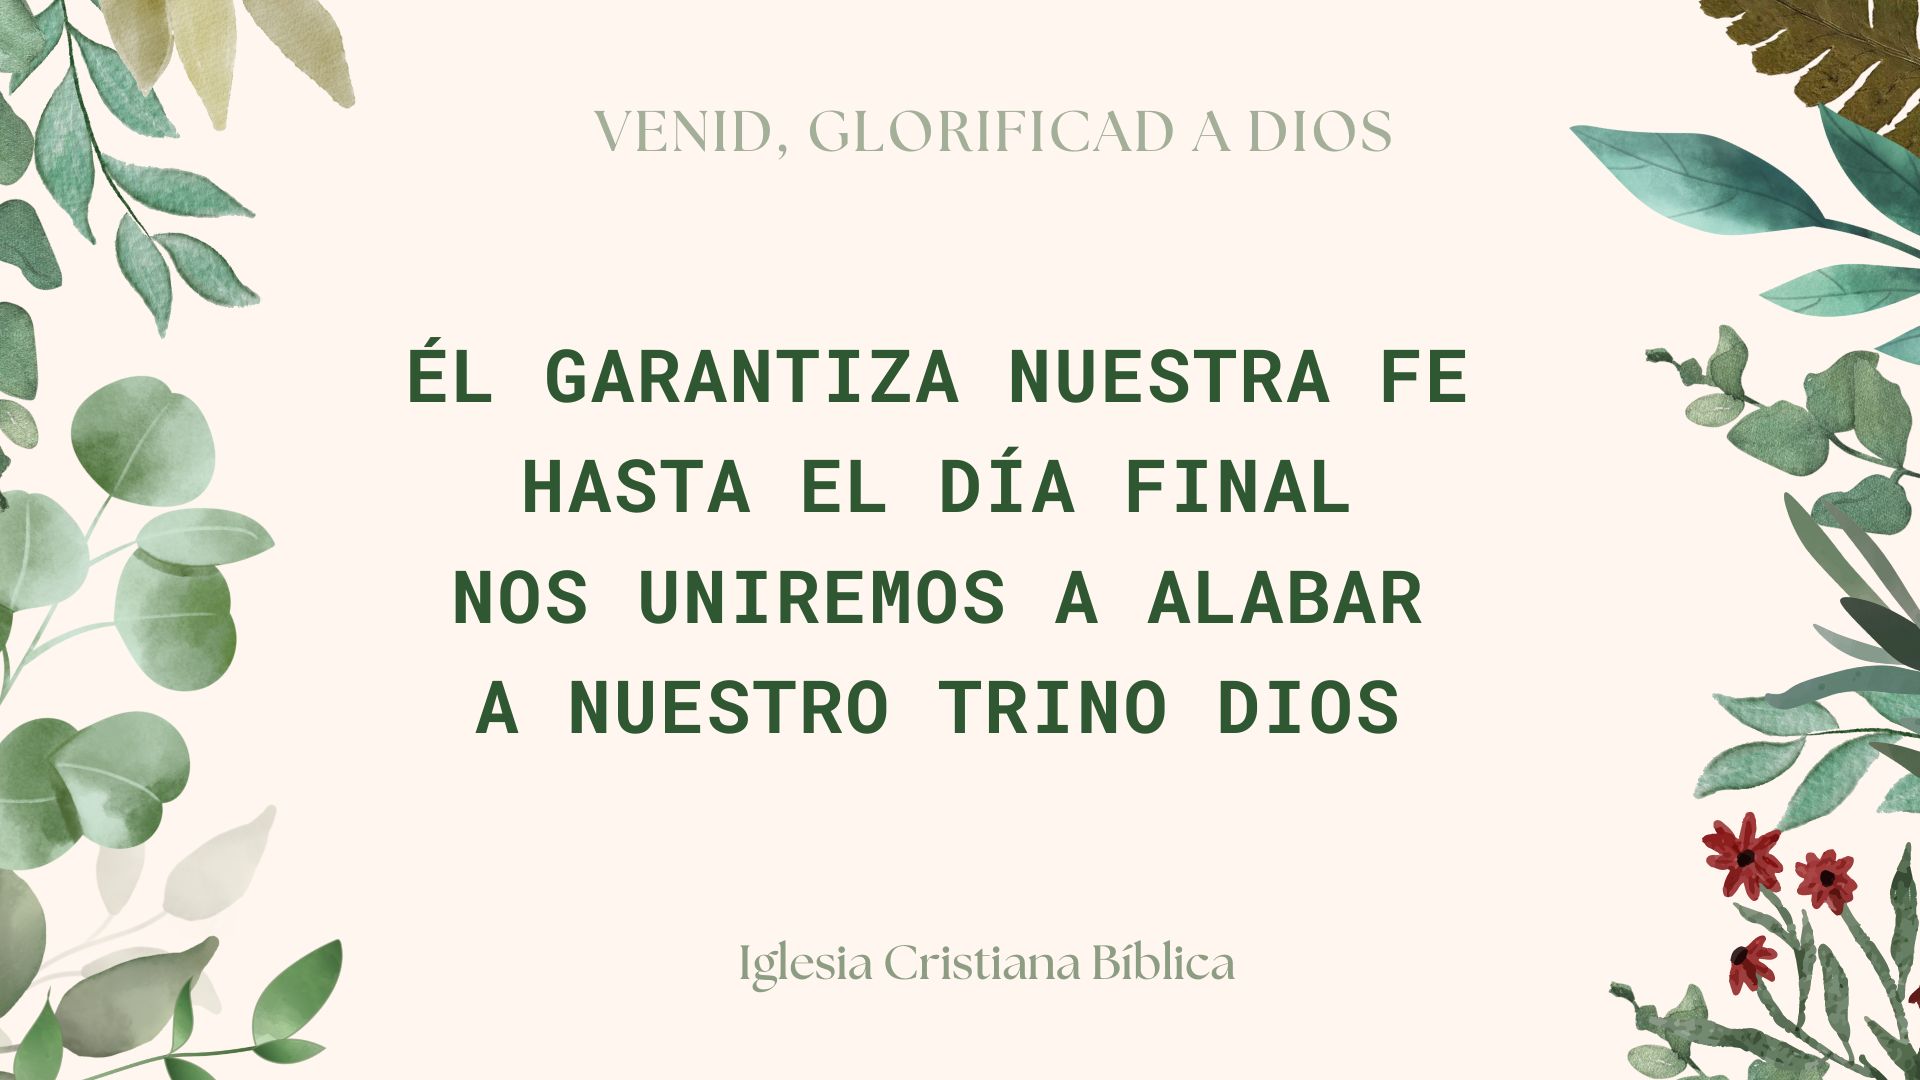 VENID, GLORIFICAD A DIOS
ÉL GARANTIZA NUESTRA FE
HASTA EL DÍA FINAL
NOS UNIREMOS A ALABAR
A NUESTRO TRINO DIOS
Iglesia Cristiana Bíblica